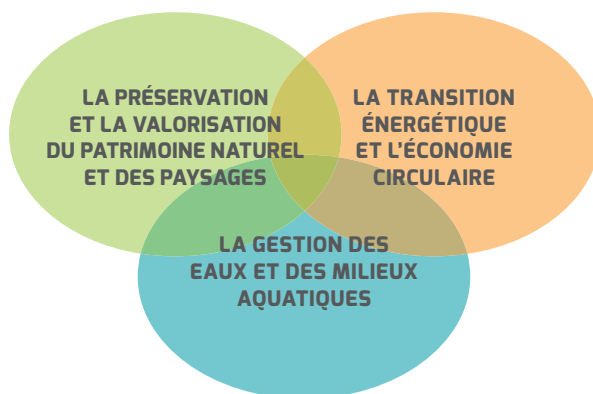 LA PRÉSERVATION
ET LA VALORISATION
DU PATRIMOINE NATUREL
ET DES PAYSAGES
LA TRANSITION
ÉNERGÉTIQUE
ET L'ÉCONOMIE
CIRCULAIRE
LA GESTION DES
EAUX ET DES MILIEUX
AQUATIQUES